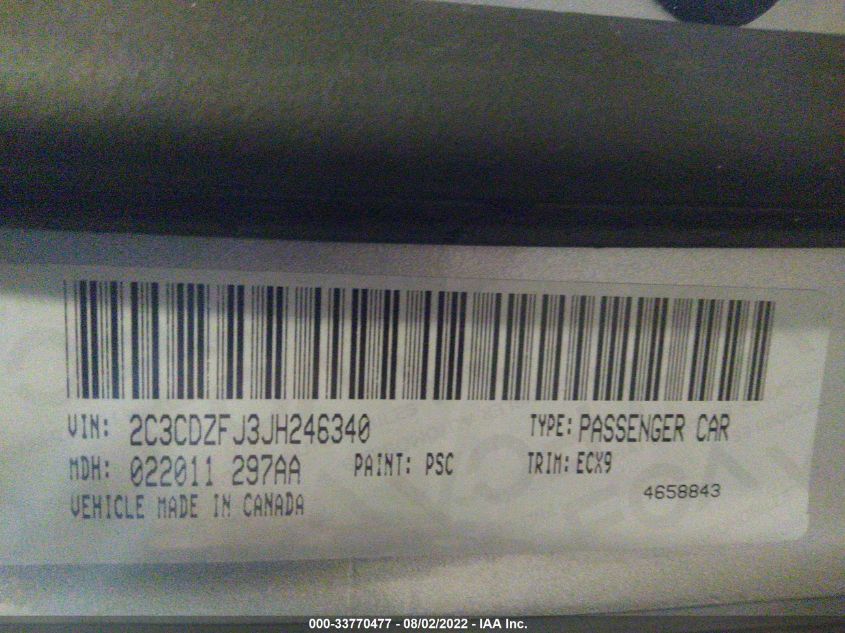 VIN: 2C3CDZFJ3JH246340 TYPE: PASSENGER CAR
MDH: 022011 297AA PAINT: PSC TRIM: ECX9
VEHICLE MADE IN CANADA 4658843
000-33770477 - 08/02/2022 - IAA Inc.